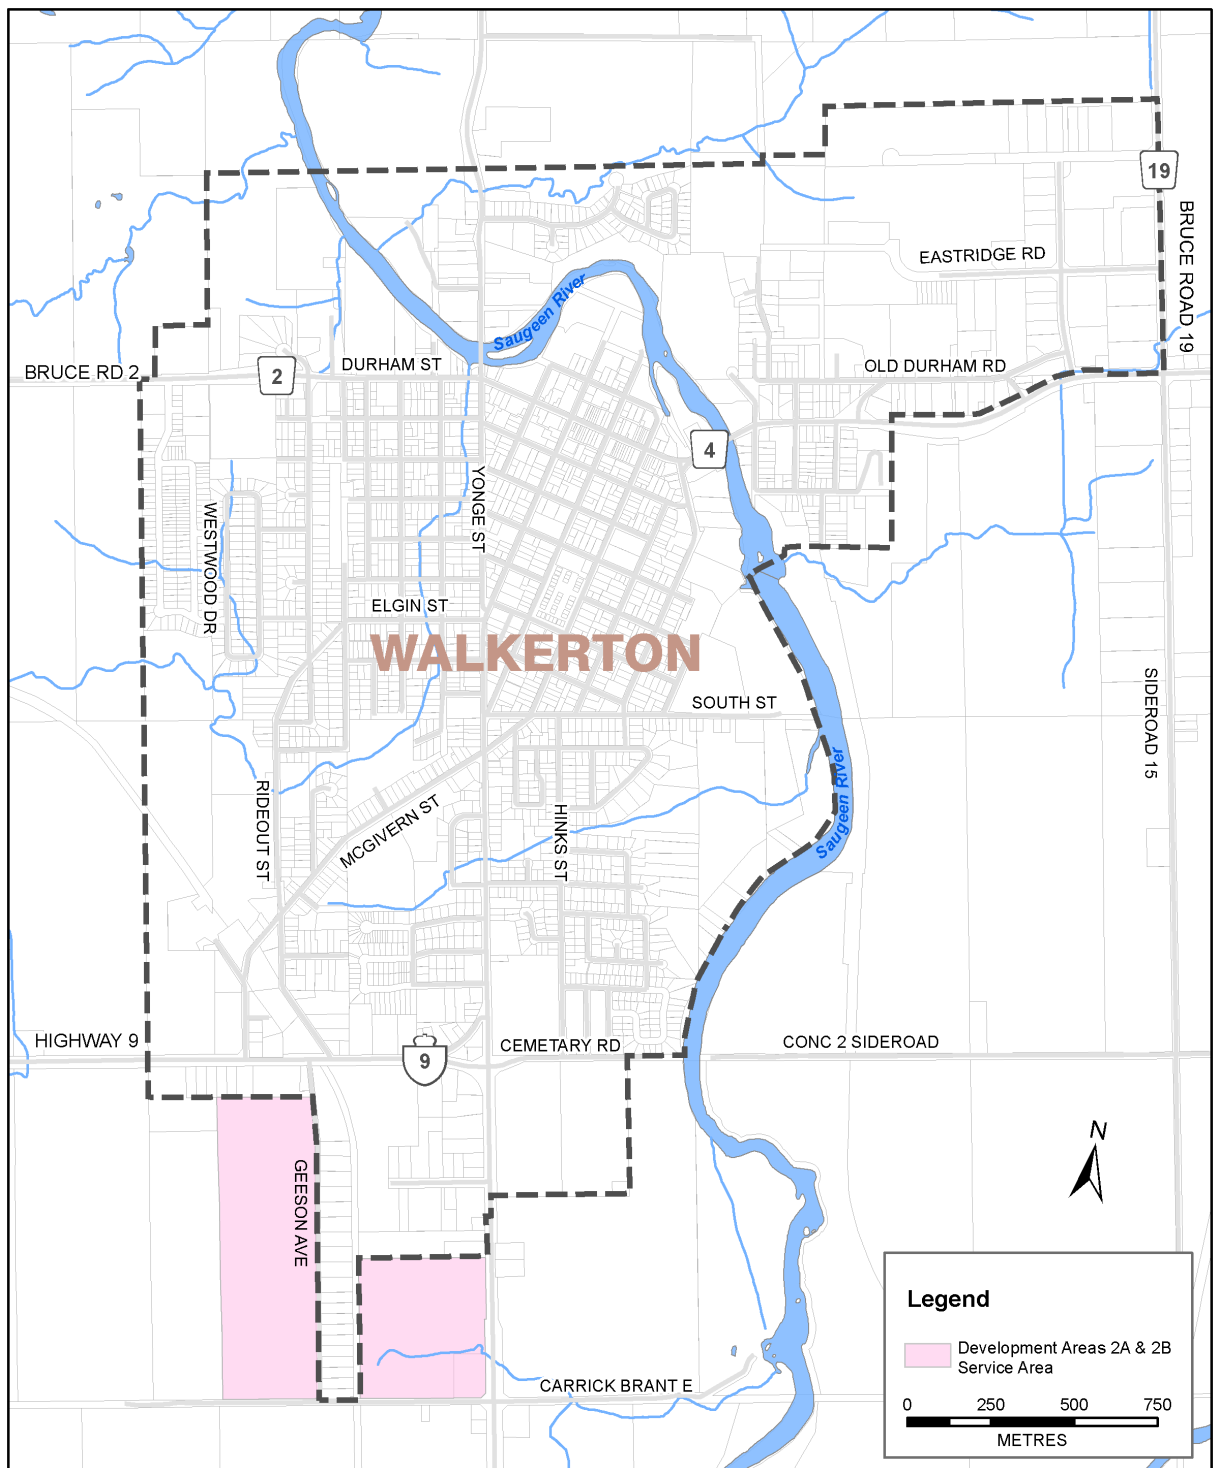 19
BRUCE ROAD 19
EASTRIDGE RD
Saugeen River
BRUCE RD 2
2
DURHAM ST
OLD DURHAM RD
4
YONGE ST
WESTWOOD DR
ELGIN ST
WALKERTON
SOUTH ST
SIDEROAD 15
RIDEOUT ST
MCGIVERN ST
HINKS ST
Saugeen River
HIGHWAY 9
9
CEMETARY RD
CONC 2 SIDEROAD
N
GEESON AVE
CARRICK BRANT E
Legend
Development Areas 2A & 2B
Service Area
0 250 500 750
METRES